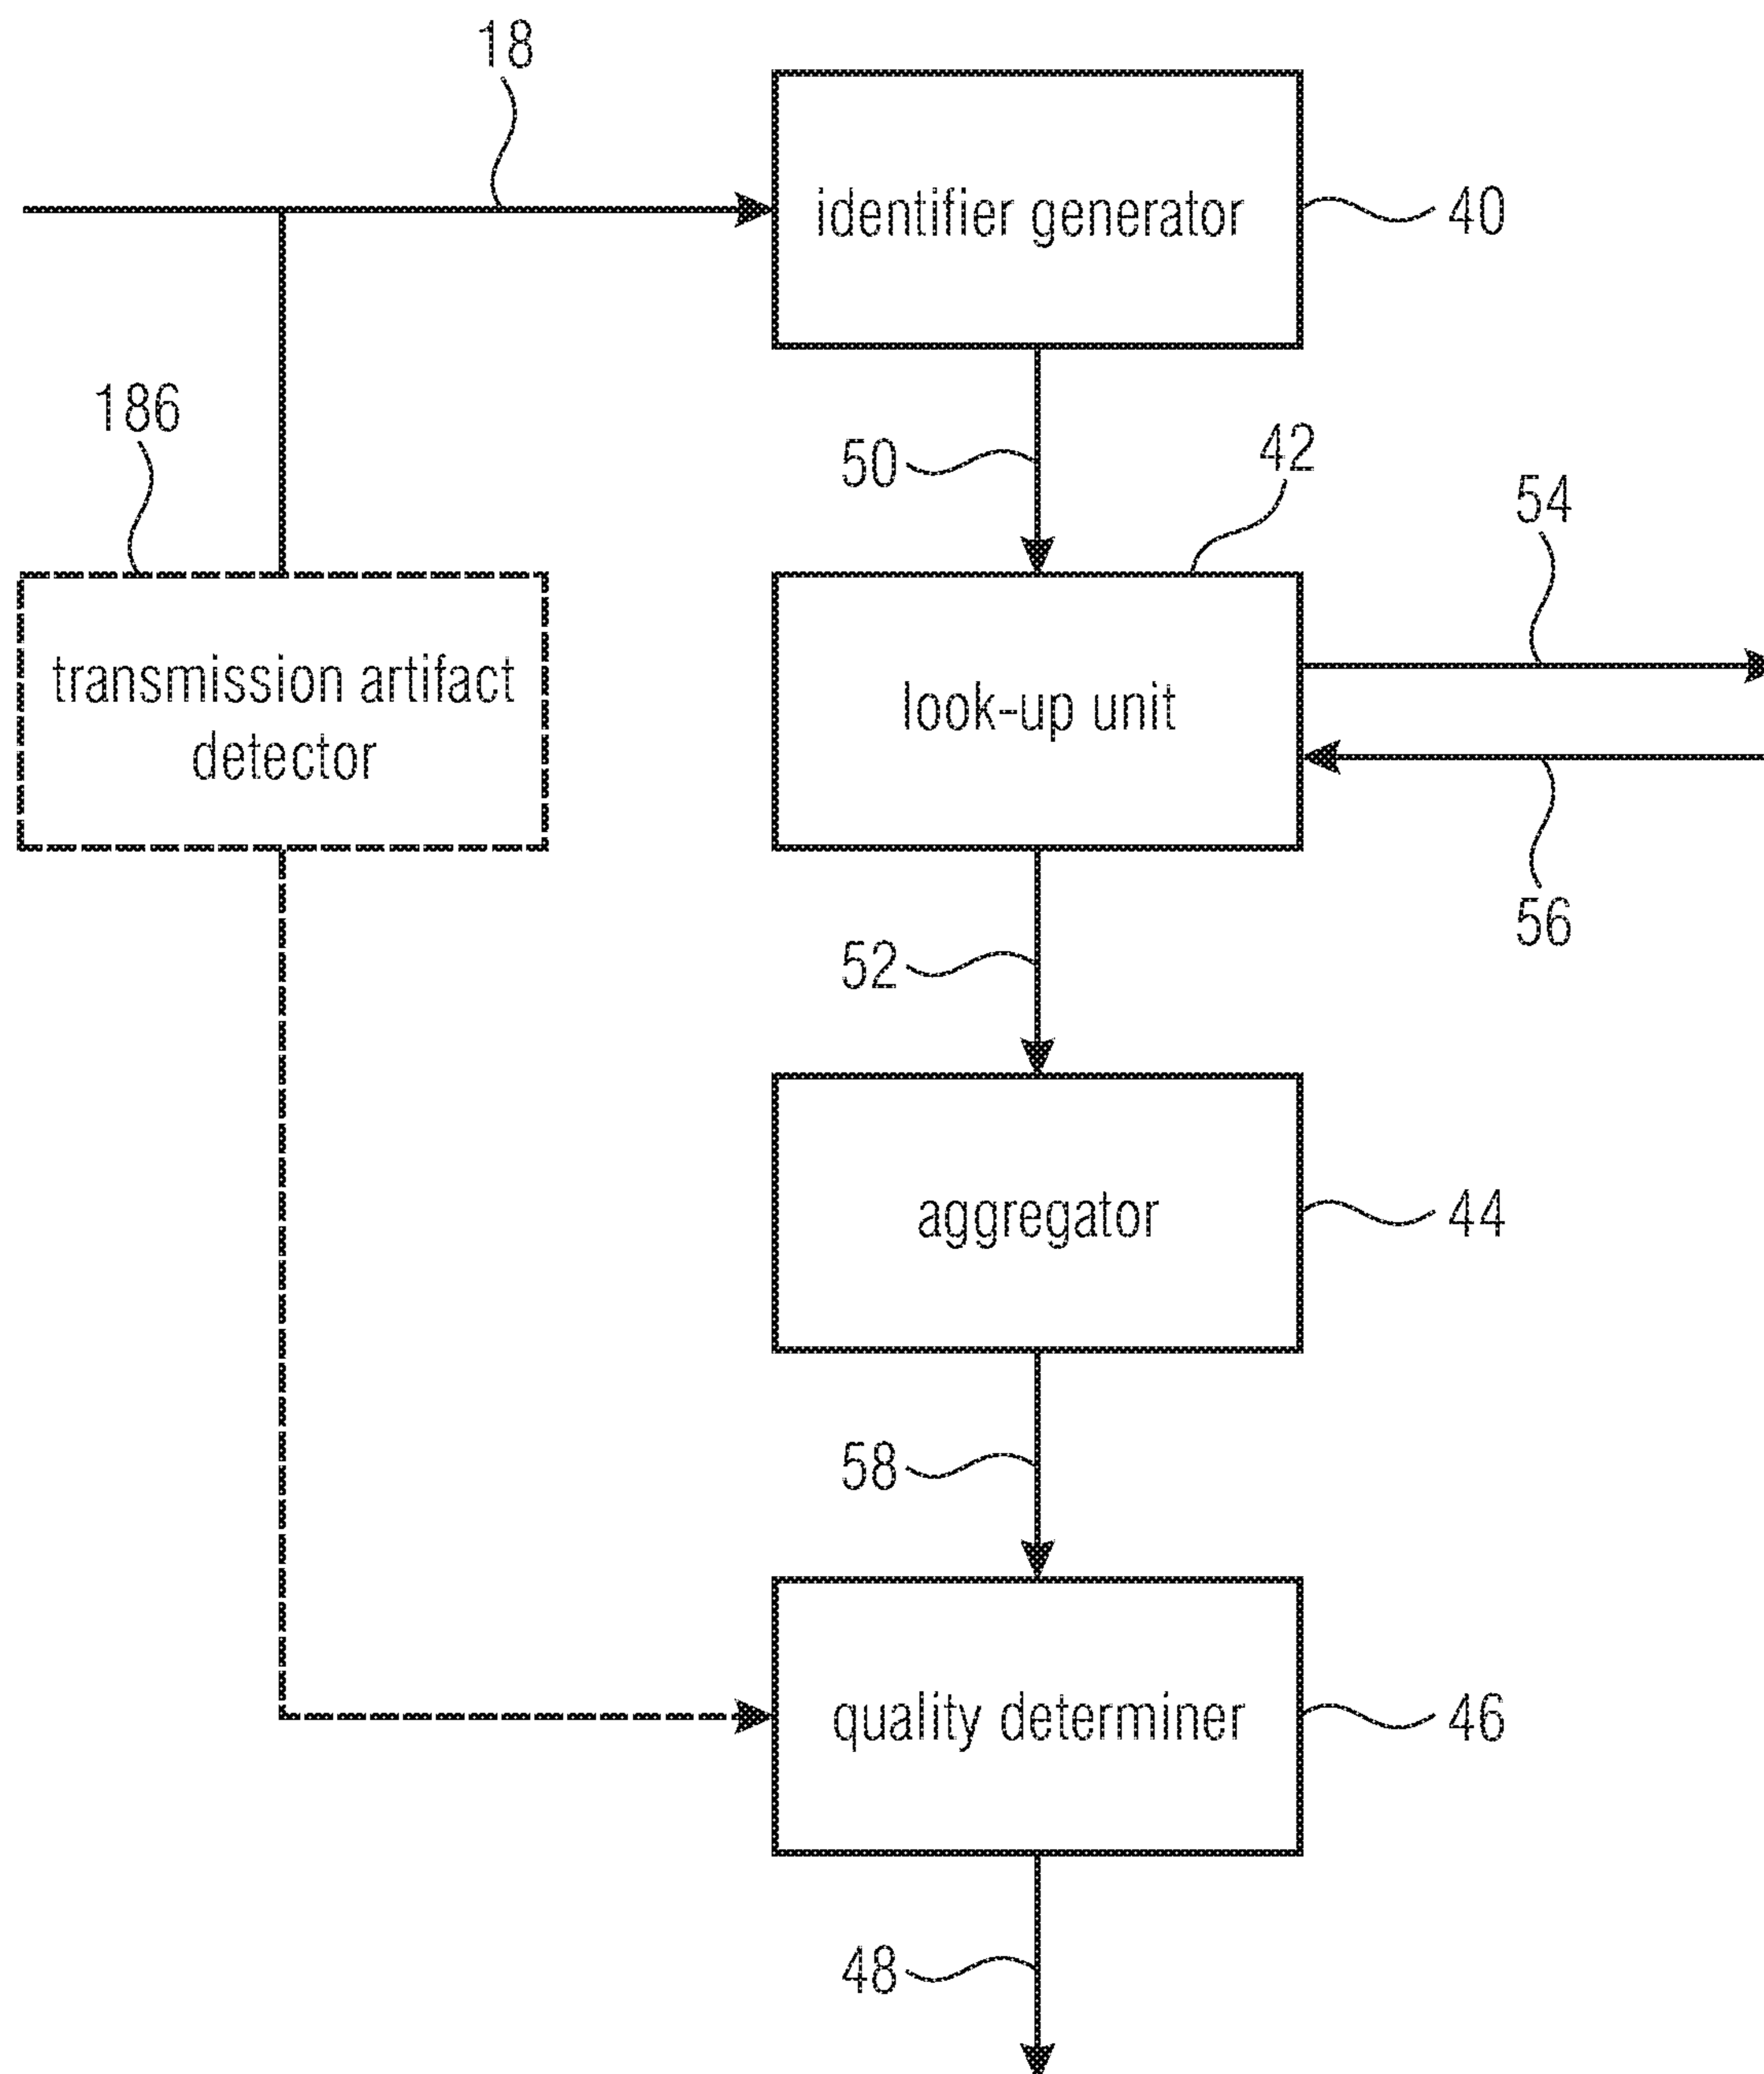 18
identifier generator
40
186
50
42
54
transmission artifact
detector
look-up unit
56
52
aggregator
44
58
quality determiner
46
48